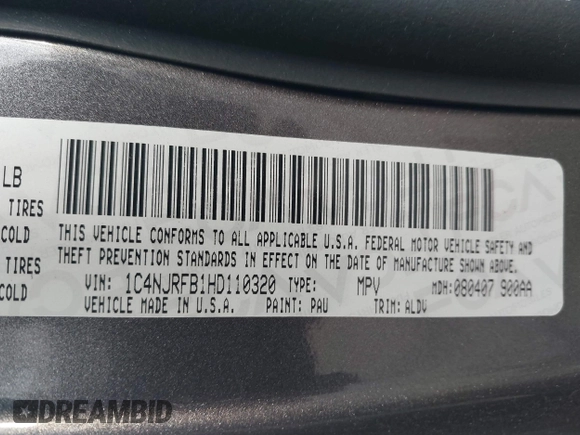 LB
TIRES
COLD
TIRES
COLD
THIS VEHICLE CONFORMS TO ALL APPLICABLE U.S.A. FEDERAL MOTOR VEHICLE SAFETY AND
THEFT PREVENTION STANDARDS IN EFFECT ON THE DATE OF MANUFACTURE SHOWN ABOVE.
VIN: 1C4NJRFB1HD110320 TYPE: MPV MDH: 080407 900AA
VEHICLE MADE IN U.S.A. PAINT: PAU TRIM: ALDV
DREAMBID